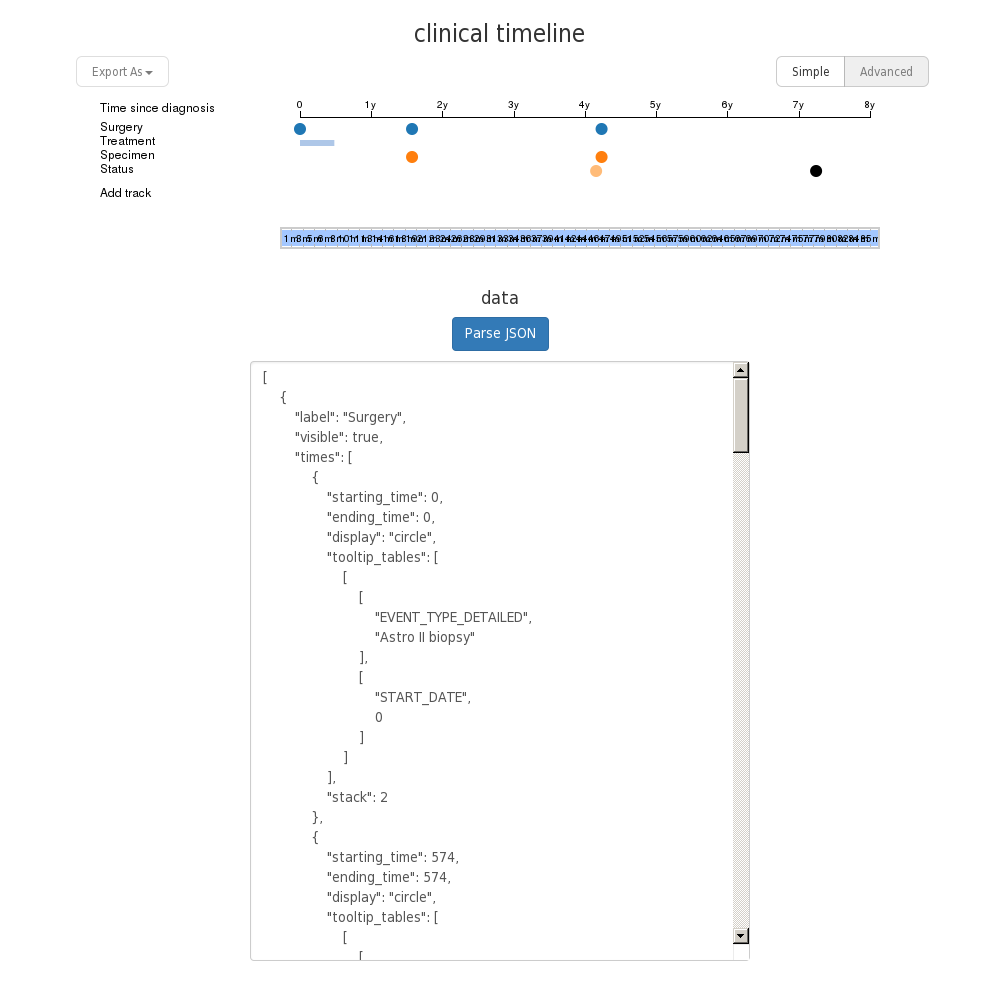 clinical timeline
Export As
Simple Advanced
Time since diagnosis 0 1y 2y 3y 4y 5y 6y 7y 8y
Surgery
Treatment
Specimen
Status
Add track
data
Parse JSON
[
{
"label": "Surgery",
"visible": true,
"times": [
{
"starting_time": 0,
"ending_time": 0,
"display": "circle",
"tooltip_tables": [
[
[
"EVENT_TYPE_DETAILED",
"Astro II biopsy"
],
[
"START_DATE",
0
]
]
],
"stack": 2
},
{
"starting_time": 574,
"ending_time": 574,
"display": "circle",
"tooltip_tables": [
[
[